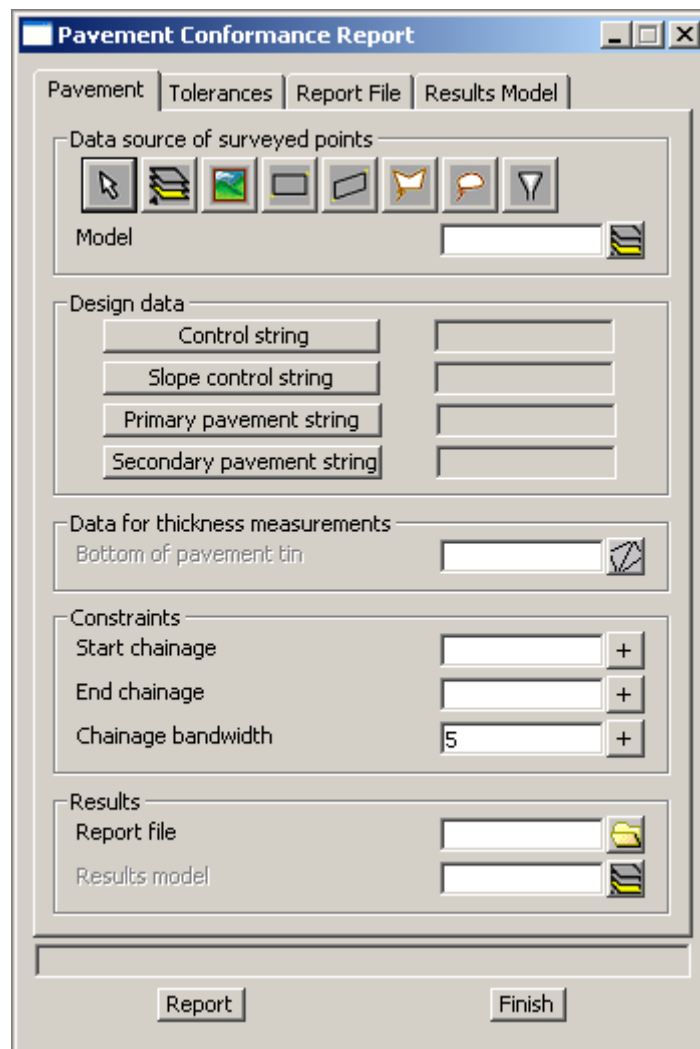 Pavement Conformance Report
Pavement Tolerances Report File Results Model
Data source of surveyed points
Model
Design data
Control string
Slope control string
Primary pavement string
Secondary pavement string
Data for thickness measurements
Bottom of pavement tin
Constraints
Start chainage +
End chainage +
Chainage bandwidth 5 +
Results
Report file
Results model
Report Finish